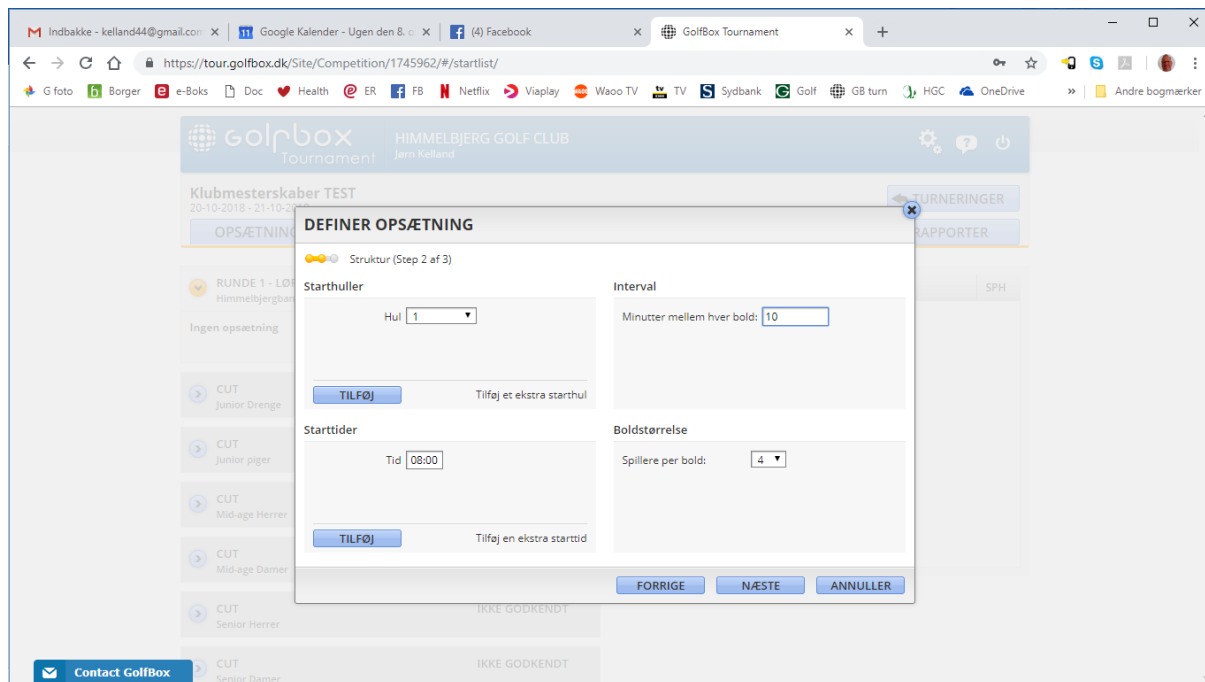 Indbakke - kelland44@gmail.com
Google Kalender - Ugen den 8. o
(4) Facebook
GolfBox Tournament
https://tour.golfbox.dk/Site/Competition/1745962/#/startlist/
G foto Borger e-Boks Doc Health ER FB Netflix Viaplay Waoo TV TV Sydbank Golf GB turn HGC OneDrive » Andre bogmærker
GolfBox Tournament
HIMMELBJERG GOLF CLUB
Jørn Kelland
Klubmesterskaber TEST
20-10-2018 - 21-10-2018
TURNERINGER
OPSÆTNING
RAPPORTER
DEFINER OPSÆTNING
Struktur (Step 2 af 3)
Starthuller
Hul 1
TILFØJ Tilføj et ekstra starthul
Interval
Minutter mellem hver bold: 10
Starttider
Tid 08:00
TILFØJ Tilføj en ekstra starttid
Boldstørrelse
Spillere per bold: 4
FORRIGE NÆSTE ANNULLER
RUNDE 1 - LØ
Himmelbjergban
SPH
Ingen opsætning
CUT
Junior Drenge
CUT
Junior piger
CUT
Mid-age Herrer
CUT
Mid-age Damer
CUT IKKE GODKENDT
Senior Herrer
CUT IKKE GODKENDT
Senior Damer
Contact GolfBox